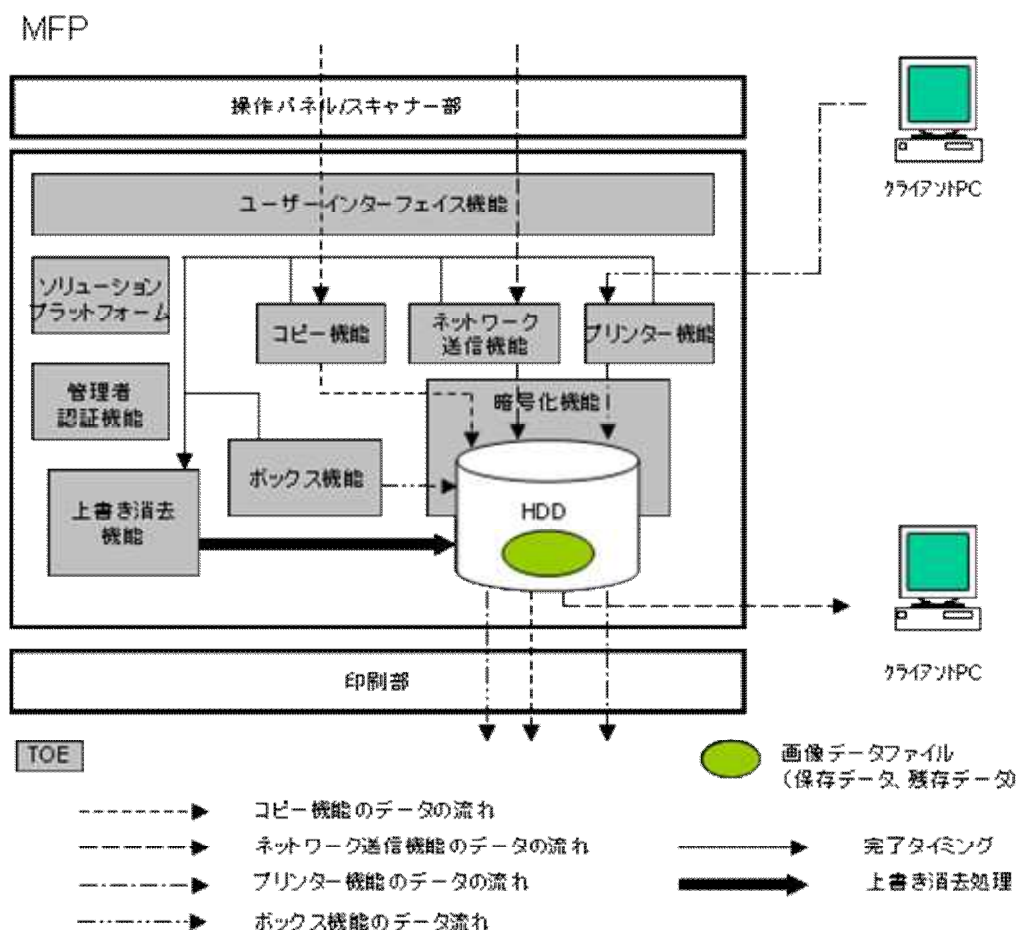 MFP
操作パネル/スキャナー部
クライアントPC
ユーザーインターフェイス機能
ソリューション
プラットフォーム
コピー機能
ネットワーク
送信機能
プリンター機能
管理者
認証機能
暗号化機能
ボックス機能
上書き消去
機能
HDD
クライアントPC
印刷部
TOE
画像データファイル
(保存データ、残存データ)
コピー機能のデータの流れ
ネットワーク送信機能のデータの流れ
完了タイミング
プリンター機能のデータの流れ
上書き消去処理
ボックス機能のデータ流れ